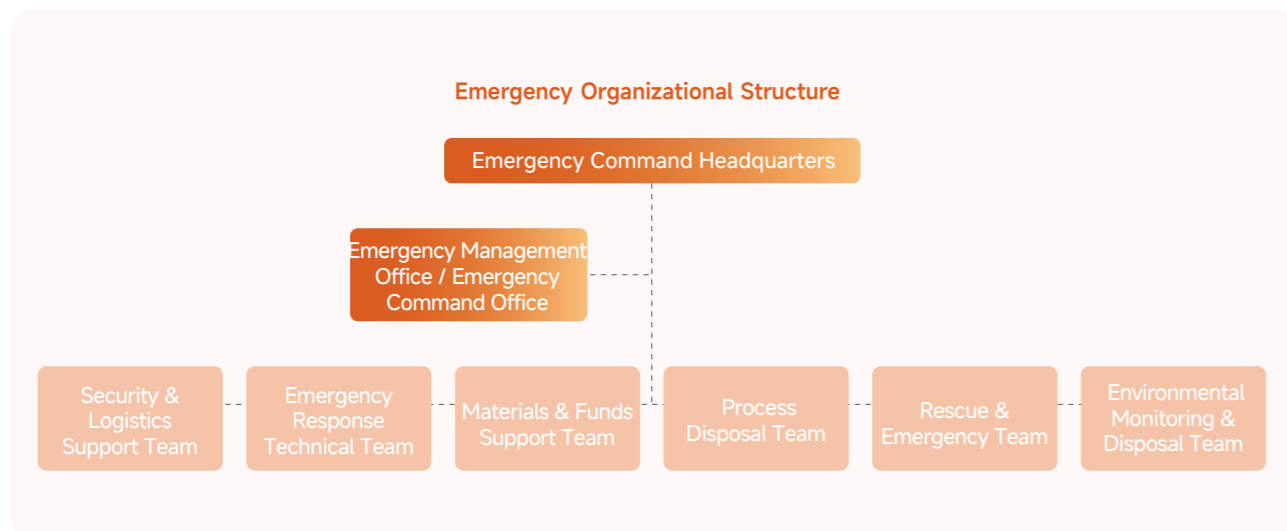 Emergency Organizational Structure
Emergency Command Headquarters
Emergency Management
Office / Emergency
Command Office
Security &
Logistics
Support Team
Emergency
Response
Technical Team
Materials & Funds
Support Team
Process
Disposal Team
Rescue &
Emergency Team
Environmental
Monitoring &
Disposal Team